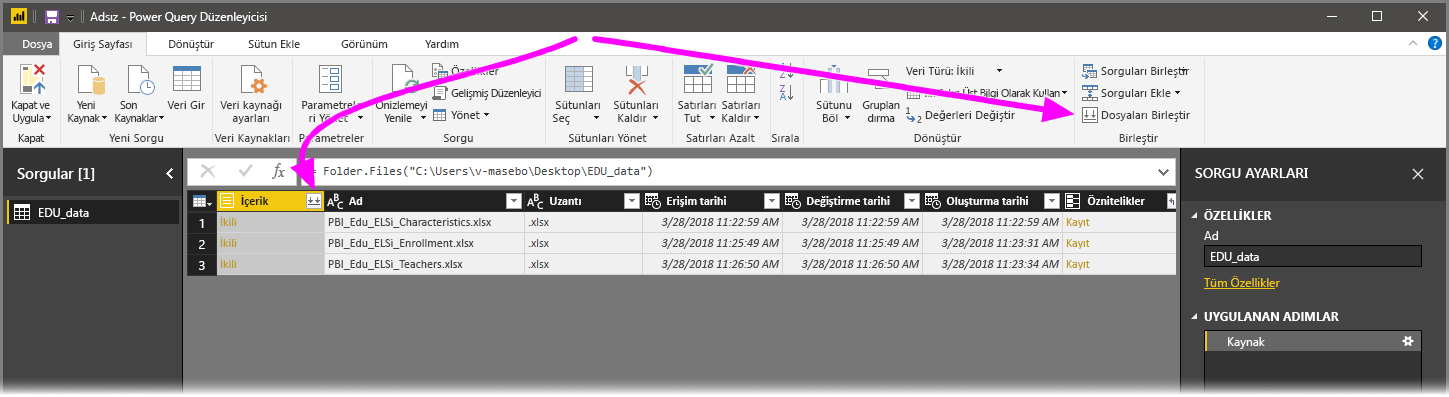 Adsız - Power Query Düzenleyicisi
Dosya Giriş Sayfası Dönüştür Sütun Ekle Görünüm Yardım
Kapat ve Uygula
Yeni Kaynak
Son Kaynaklar
Veri Gir
Veri kaynağı ayarları
Parametreleri Yönet
Önizlemeyi Yenile
Özellikler
Gelişmiş Düzenleyici
Yönet
Sütunları Seç
Sütunları Kaldır
Satırları Tut
Satırları Kaldır
Sütunu Böl
Gruplandırma
Veri Türü: İkili
Üst Bilgi Olarak Kullan
Değerleri Değiştir
Sorguları Birleştir
Sorguları Ekle
Dosyaları Birleştir
Kapat Yeni Sorgu Veri Kaynakları Parametreler Sorgu Sütunları Yönet Satırları Azalt Sırala Dönüştür Birleştir
Sorgular [1]
EDU_data
fx = Folder.Files("C:\Users\v-masebo\Desktop\EDU_data")
İçerik Ad Uzantı Erişim tarihi Değiştirme tarihi Oluşturma tarihi Öznitelikler
1 İkili PBI_Edu_ELSi_Characteristics.xlsx .xlsx 3/28/2018 11:22:59 AM 3/28/2018 11:22:59 AM 3/28/2018 11:22:59 AM Kayıt
2 İkili PBI_Edu_ELSi_Enrollment.xlsx .xlsx 3/28/2018 11:25:49 AM 3/28/2018 11:25:49 AM 3/28/2018 11:23:31 AM Kayıt
3 İkili PBI_Edu_ELSi_Teachers.xlsx .xlsx 3/28/2018 11:26:50 AM 3/28/2018 11:26:50 AM 3/28/2018 11:23:34 AM Kayıt
SORGU AYARLARI
ÖZELLİKLER
Ad
EDU_data
Tüm Özellikler
UYGULANAN ADIMLAR
Kaynak